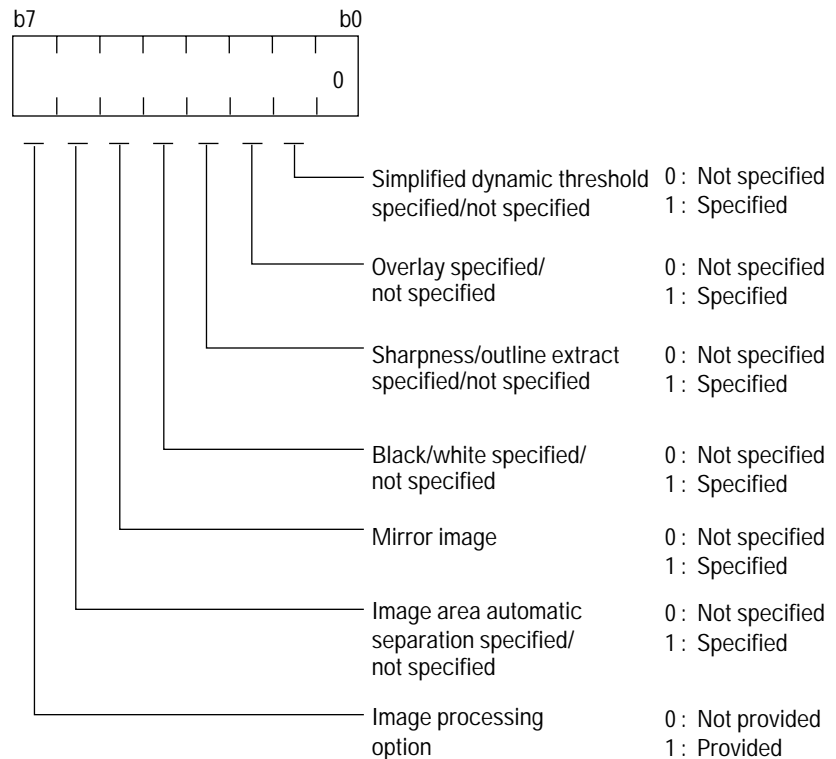 b7 b0
0
Simplified dynamic threshold 0 : Not specified
specified/not specified 1 : Specified
Overlay specified/ 0 : Not specified
not specified 1 : Specified
Sharpness/outline extract 0 : Not specified
specified/not specified 1 : Specified
Black/white specified/ 0 : Not specified
not specified 1 : Specified
Mirror image 0 : Not specified
1 : Specified
Image area automatic 0 : Not specified
separation specified/ 1 : Specified
not specified
Image processing 0 : Not provided
option 1 : Provided